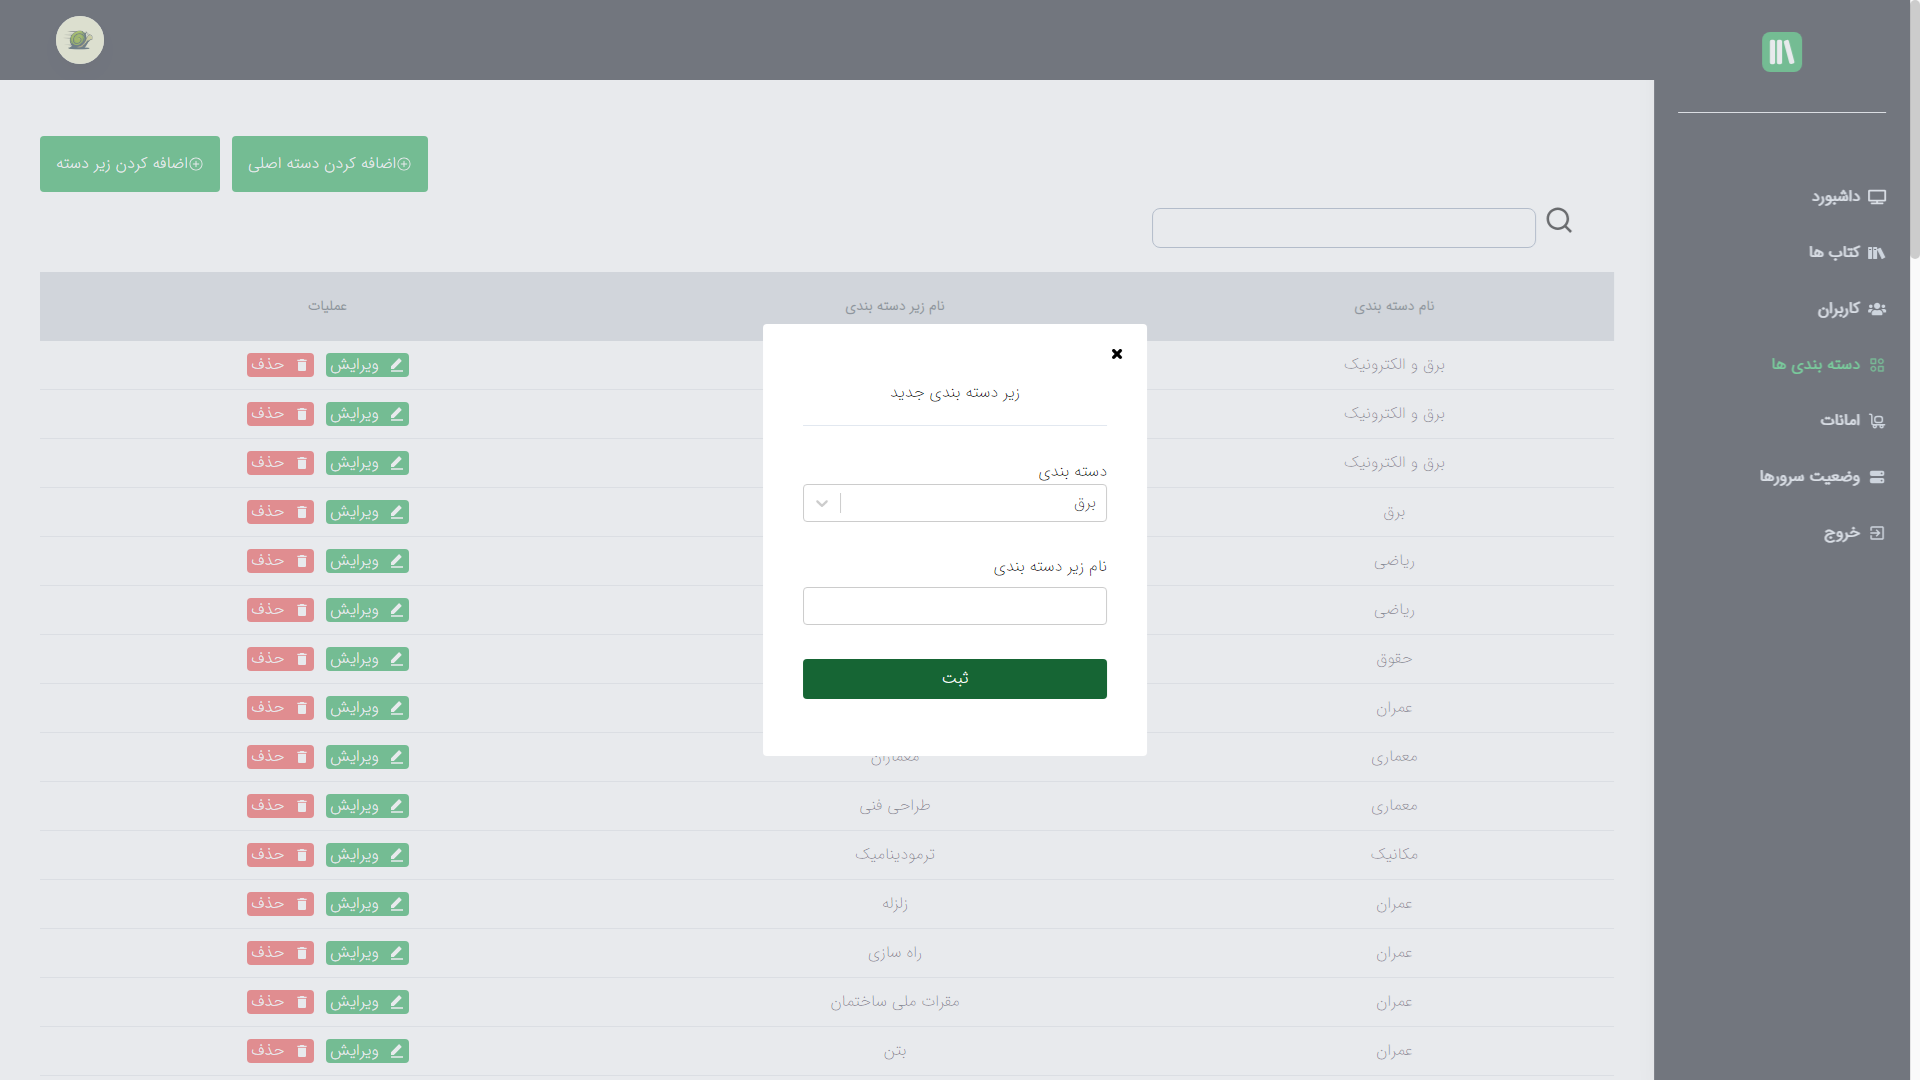 داشبورد
کتاب ها
کاربران
دسته بندی ها
امانات
وضعیت سرورها
خروج
اضافه کردن دسته اصلی
اضافه کردن زیر دسته
نام دسته بندی نام زیر دسته بندی عملیات
برق و الکترونیک ویرایش حذف
برق و الکترونیک ویرایش حذف
برق و الکترونیک ویرایش حذف
برق ویرایش حذف
ریاضی ویرایش حذف
ریاضی ویرایش حذف
حقوق ویرایش حذف
عمران ویرایش حذف
معماری معماران ویرایش حذف
معماری طراحی فنی ویرایش حذف
مکانیک ترمودینامیک ویرایش حذف
عمران زلزله ویرایش حذف
عمران راه سازی ویرایش حذف
عمران مقرات ملی ساختمان ویرایش حذف
عمران بتن ویرایش حذف
زیر دسته بندی جدید
دسته بندی
برق
نام زیر دسته بندی
ثبت